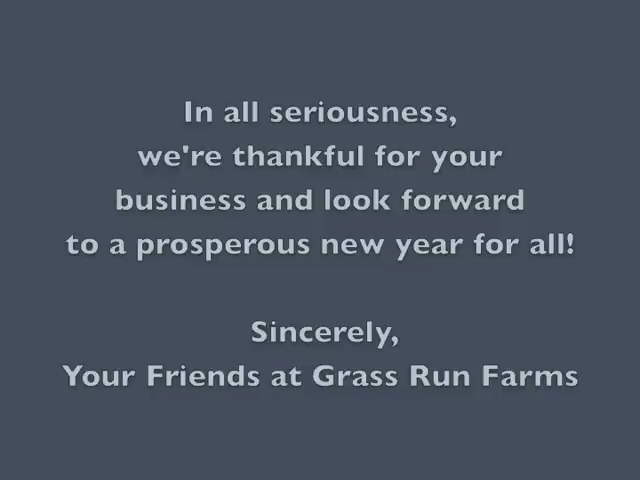 In all seriousness,
we're thankful for your
business and look forward
to a prosperous new year for all!
Sincerely,
Your Friends at Grass Run Farms